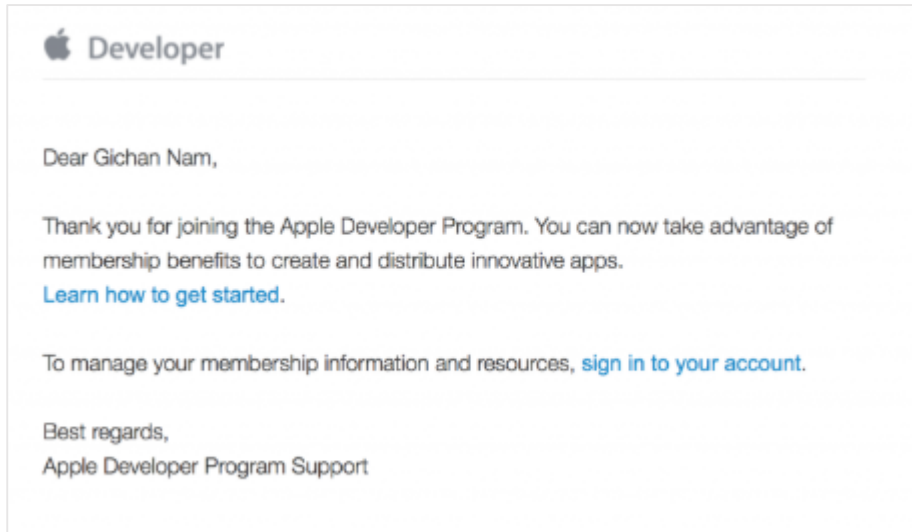 Developer
Dear Gichan Nam,
Thank you for joining the Apple Developer Program. You can now take advantage of
membership benefits to create and distribute innovative apps.
Learn how to get started.
To manage your membership information and resources, sign in to your account.
Best regards,
Apple Developer Program Support